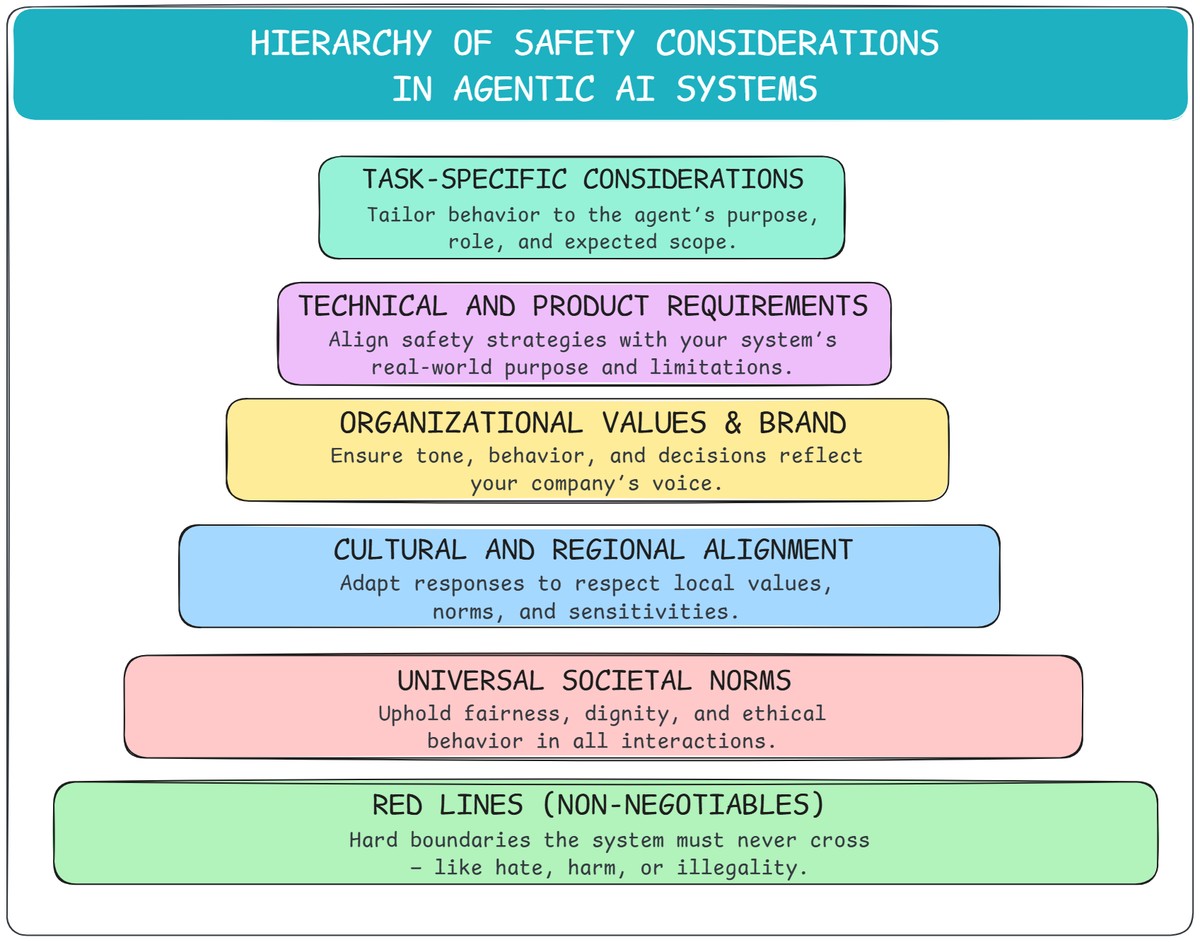 HIERARCHY OF SAFETY CONSIDERATIONS
IN AGENTIC AI SYSTEMS
TASK-SPECIFIC CONSIDERATIONS
Tailor behavior to the agent's purpose,
role, and expected scope.
TECHNICAL AND PRODUCT REQUIREMENTS
Align safety strategies with your system's
real-world purpose and limitations.
ORGANIZATIONAL VALUES & BRAND
Ensure tone, behavior, and decisions reflect
your company's voice.
CULTURAL AND REGIONAL ALIGNMENT
Adapt responses to respect local values,
norms, and sensitivities.
UNIVERSAL SOCIETAL NORMS
Uphold fairness, dignity, and ethical
behavior in all interactions.
RED LINES (NON-NEGOTIABLES)
Hard boundaries the system must never cross
– like hate, harm, or illegality.